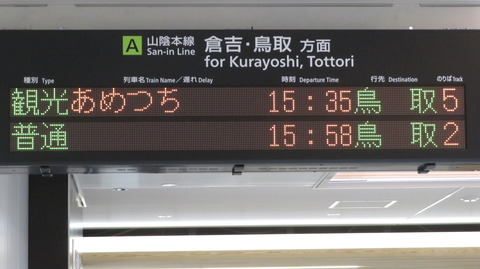 A 山陰本線 倉吉・鳥取 方面
San-in Line for Kurayoshi, Tottori
種別 Type 列車名 Train Name／遅れ Delay 時刻 Departure Time 行先 Destination のりば Track
観光 あめつち 15:35 鳥取 5
普通 15:58 鳥取 2